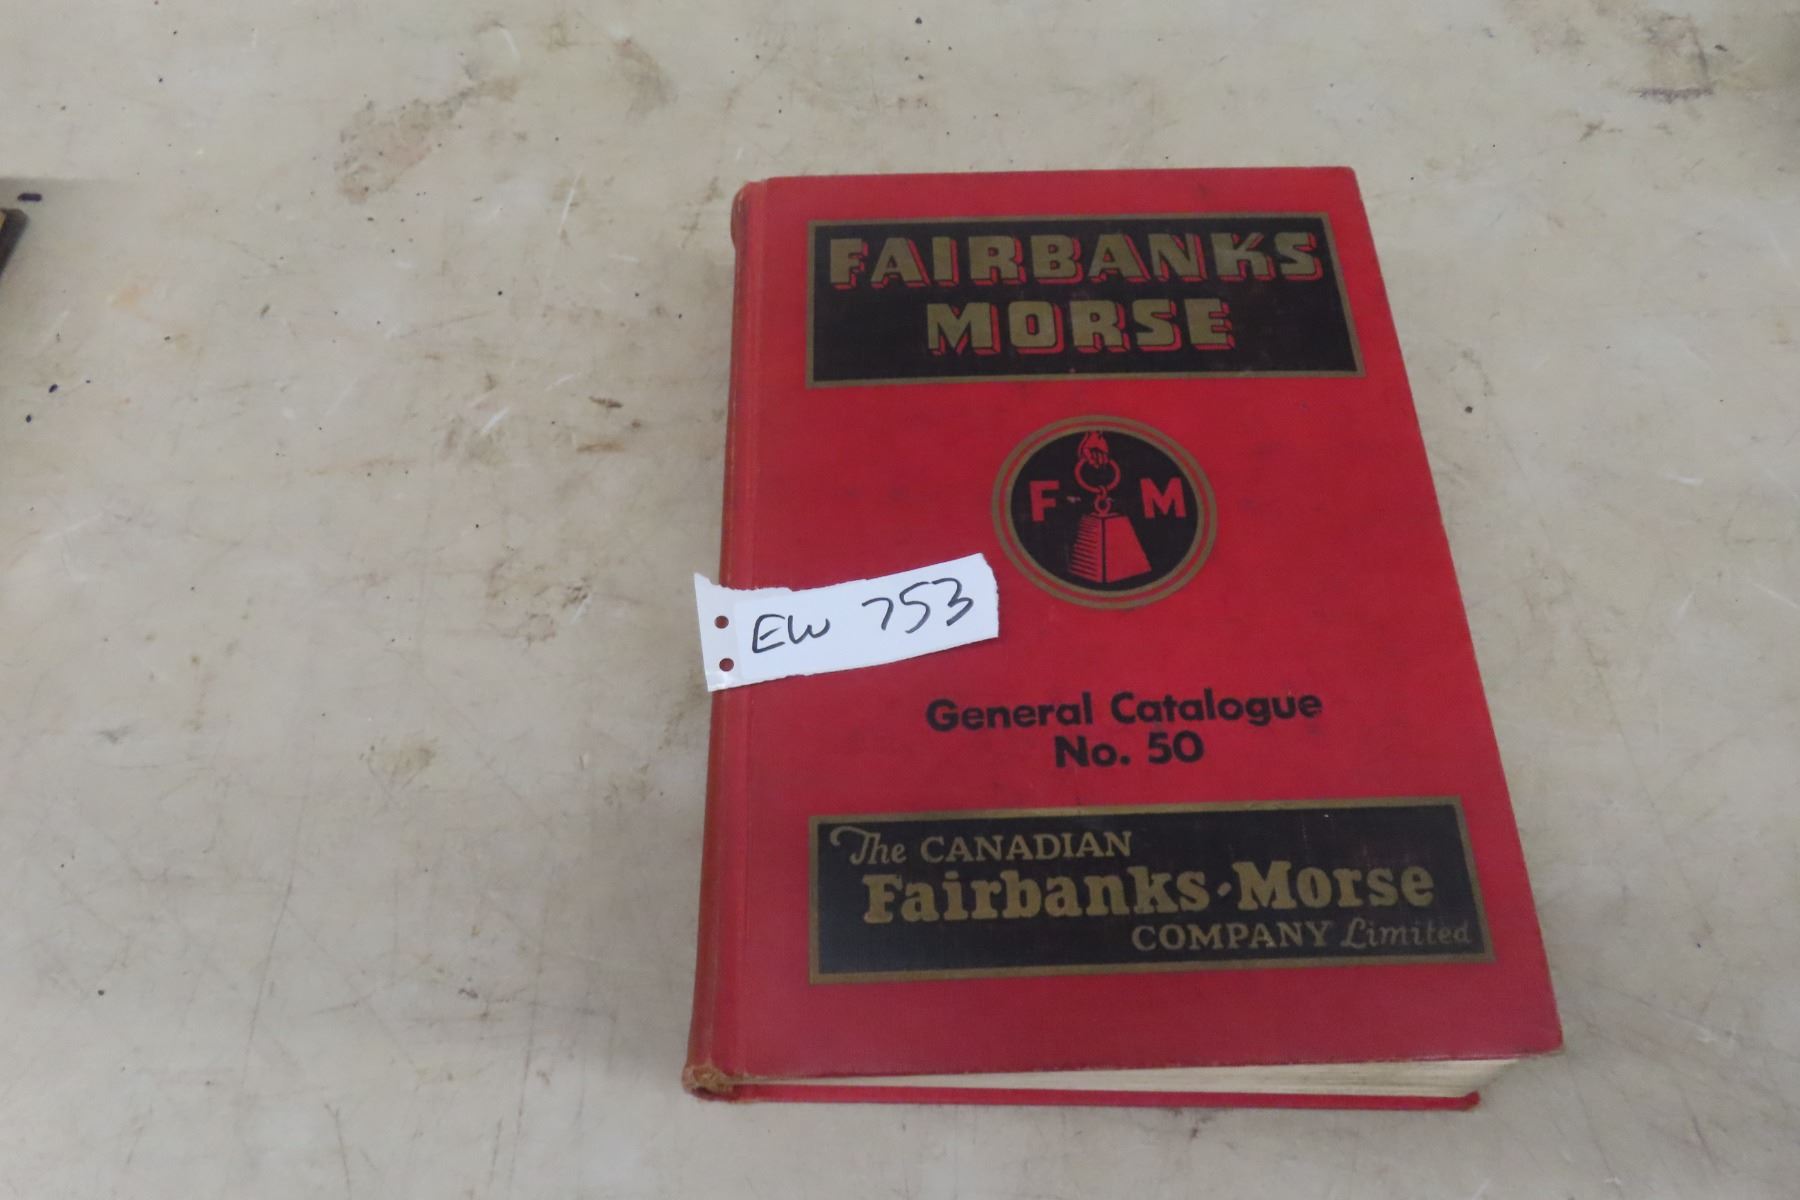 FAIRBANKS
MORSE
F M
EW 753
General Catalogue
No. 50
The CANADIAN
Fairbanks-Morse
COMPANY Limited